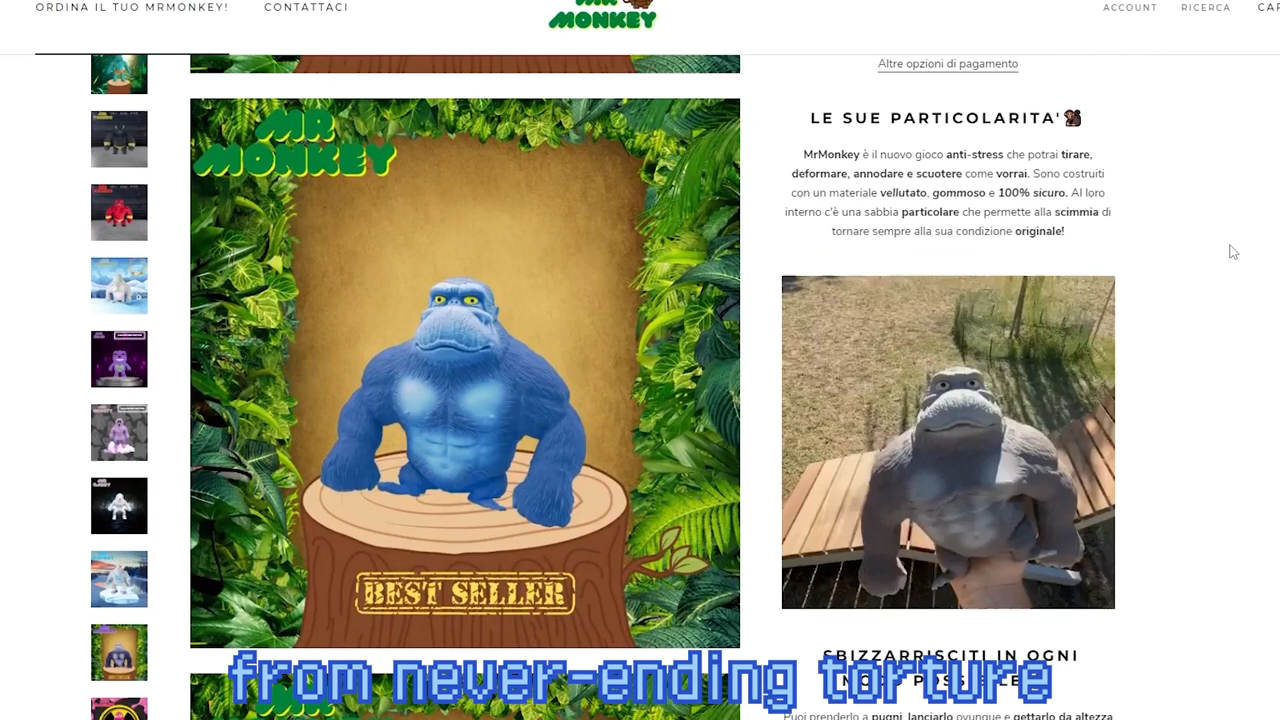 ORDINA IL TUO MRMONKEY!
CONTATTACI
MONKEY
ACCOUNT
RICERCA
Altre opzioni di pagamento
MR
MONKEY
BEST SELLER
LE SUE PARTICOLARITA'
MrMonkey è il nuovo gioco anti-stress che potrai tirare,
deformare, annodare e scuotere come vorrai. Sono costruiti
con un materiale vellutato, gommoso e 100% sicuro. Al loro
interno c'è una sabbia particolare che permette alla scimmia di
tornare sempre alla sua condizione originale!
SBIZZARRISCITI IN OGNI
from never-ending torture
Puoi prenderlo a pugni, lanciarlo ovunque e gettarlo da altezza